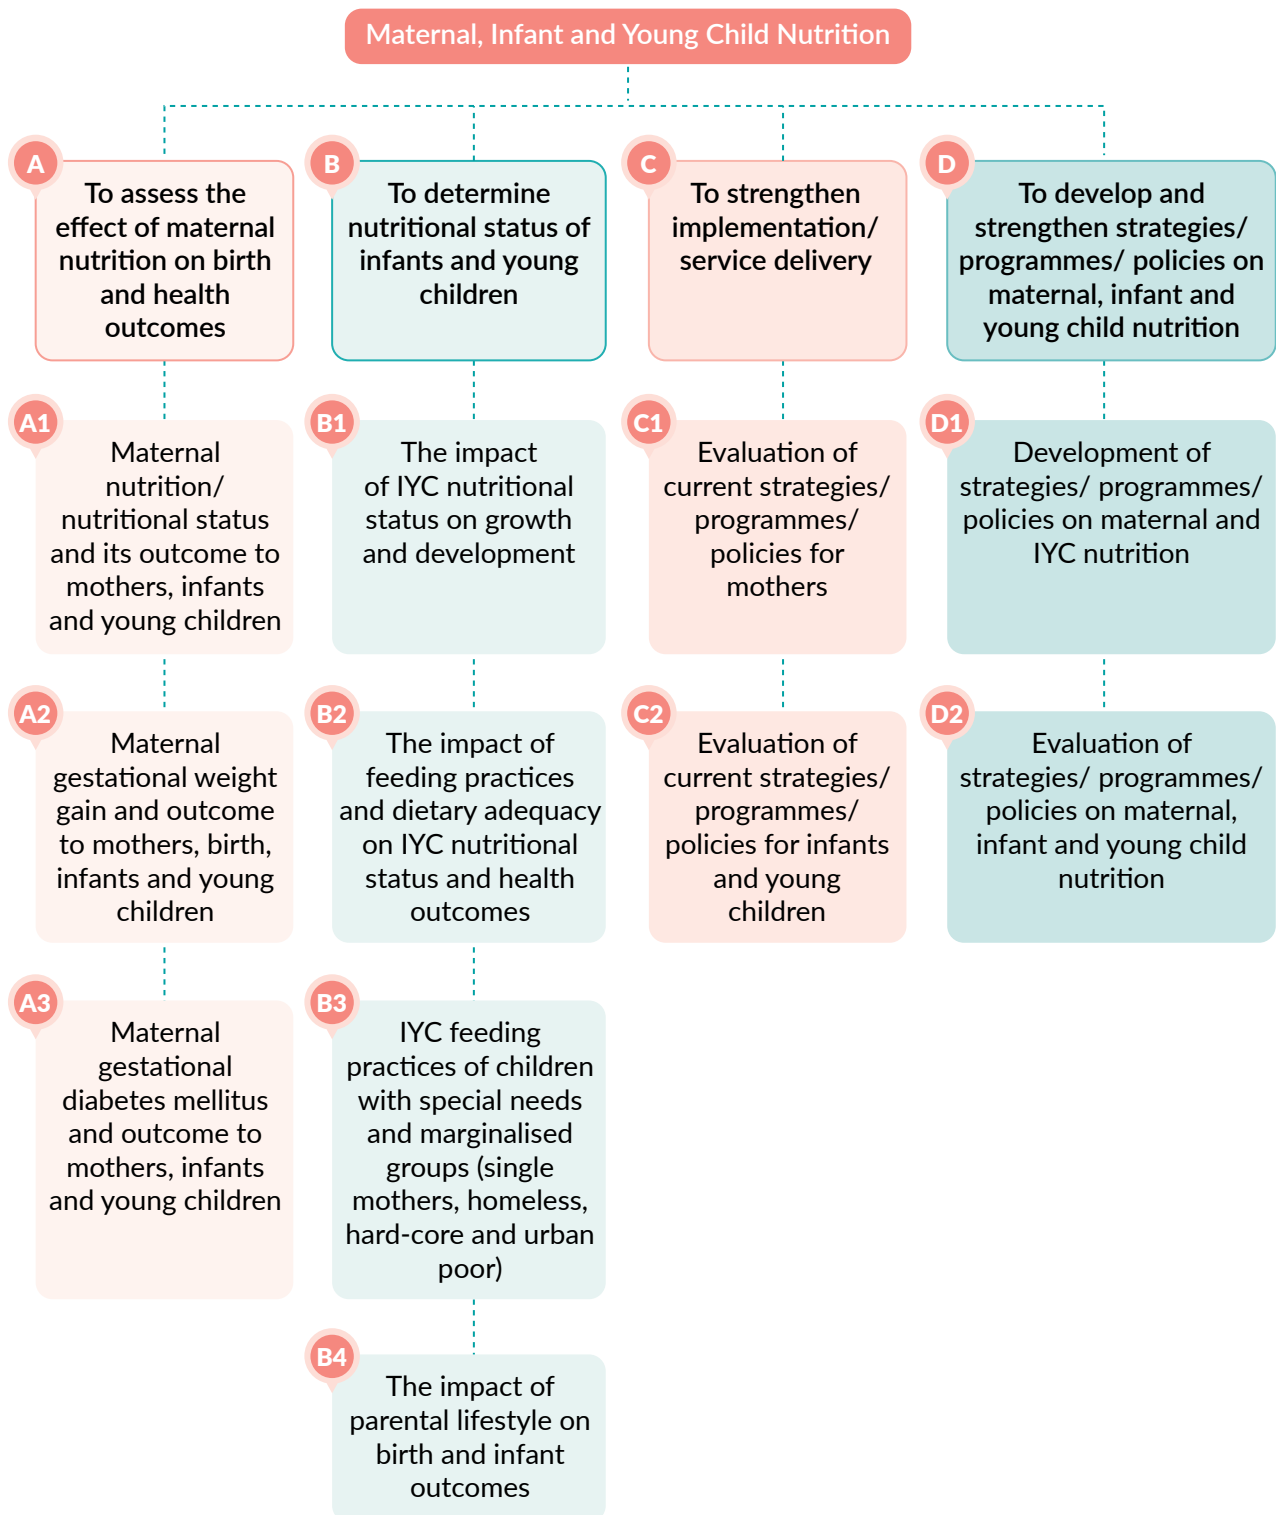 Maternal, Infant and Young Child Nutrition
A
To assess the
effect of maternal
nutrition on birth
and health
outcomes
A1
Maternal
nutrition/
nutritional status
and its outcome to
mothers, infants
and young children
A2
Maternal
gestational weight
gain and outcome
to mothers, birth,
infants and young
children
A3
Maternal
gestational
diabetes mellitus
and outcome to
mothers, infants
and young children
B
To determine
nutritional status of
infants and young
children
B1
The impact
of IYC nutritional
status on growth
and development
B2
The impact of
feeding practices
and dietary adequacy
on IYC nutritional
status and health
outcomes
B3
IYC feeding
practices of children
with special needs
and marginalised
groups (single
mothers, homeless,
hard-core and urban
poor)
B4
The impact of
parental lifestyle on
birth and infant
outcomes
C
To strengthen
implementation/
service delivery
C1
Evaluation of
current strategies/
programmes/
policies for
mothers
C2
Evaluation of
current strategies/
programmes/
policies for infants
and young
children
D
To develop and
strengthen strategies/
programmes/ policies on
maternal, infant and
young child nutrition
D1
Development of
strategies/ programmes/
policies on maternal and
IYC nutrition
D2
Evaluation of
strategies/ programmes/
policies on maternal,
infant and young child
nutrition